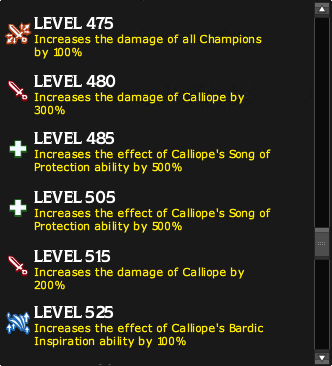 LEVEL 475
Increases the damage of all Champions
by 100%
LEVEL 480
Increases the damage of Calliope by
300%
LEVEL 485
Increases the effect of Calliope's Song of
Protection ability by 500%
LEVEL 505
Increases the effect of Calliope's Song of
Protection ability by 500%
LEVEL 515
Increases the damage of Calliope by
200%
LEVEL 525
Increases the effect of Calliope's Bardic
Inspiration ability by 100%